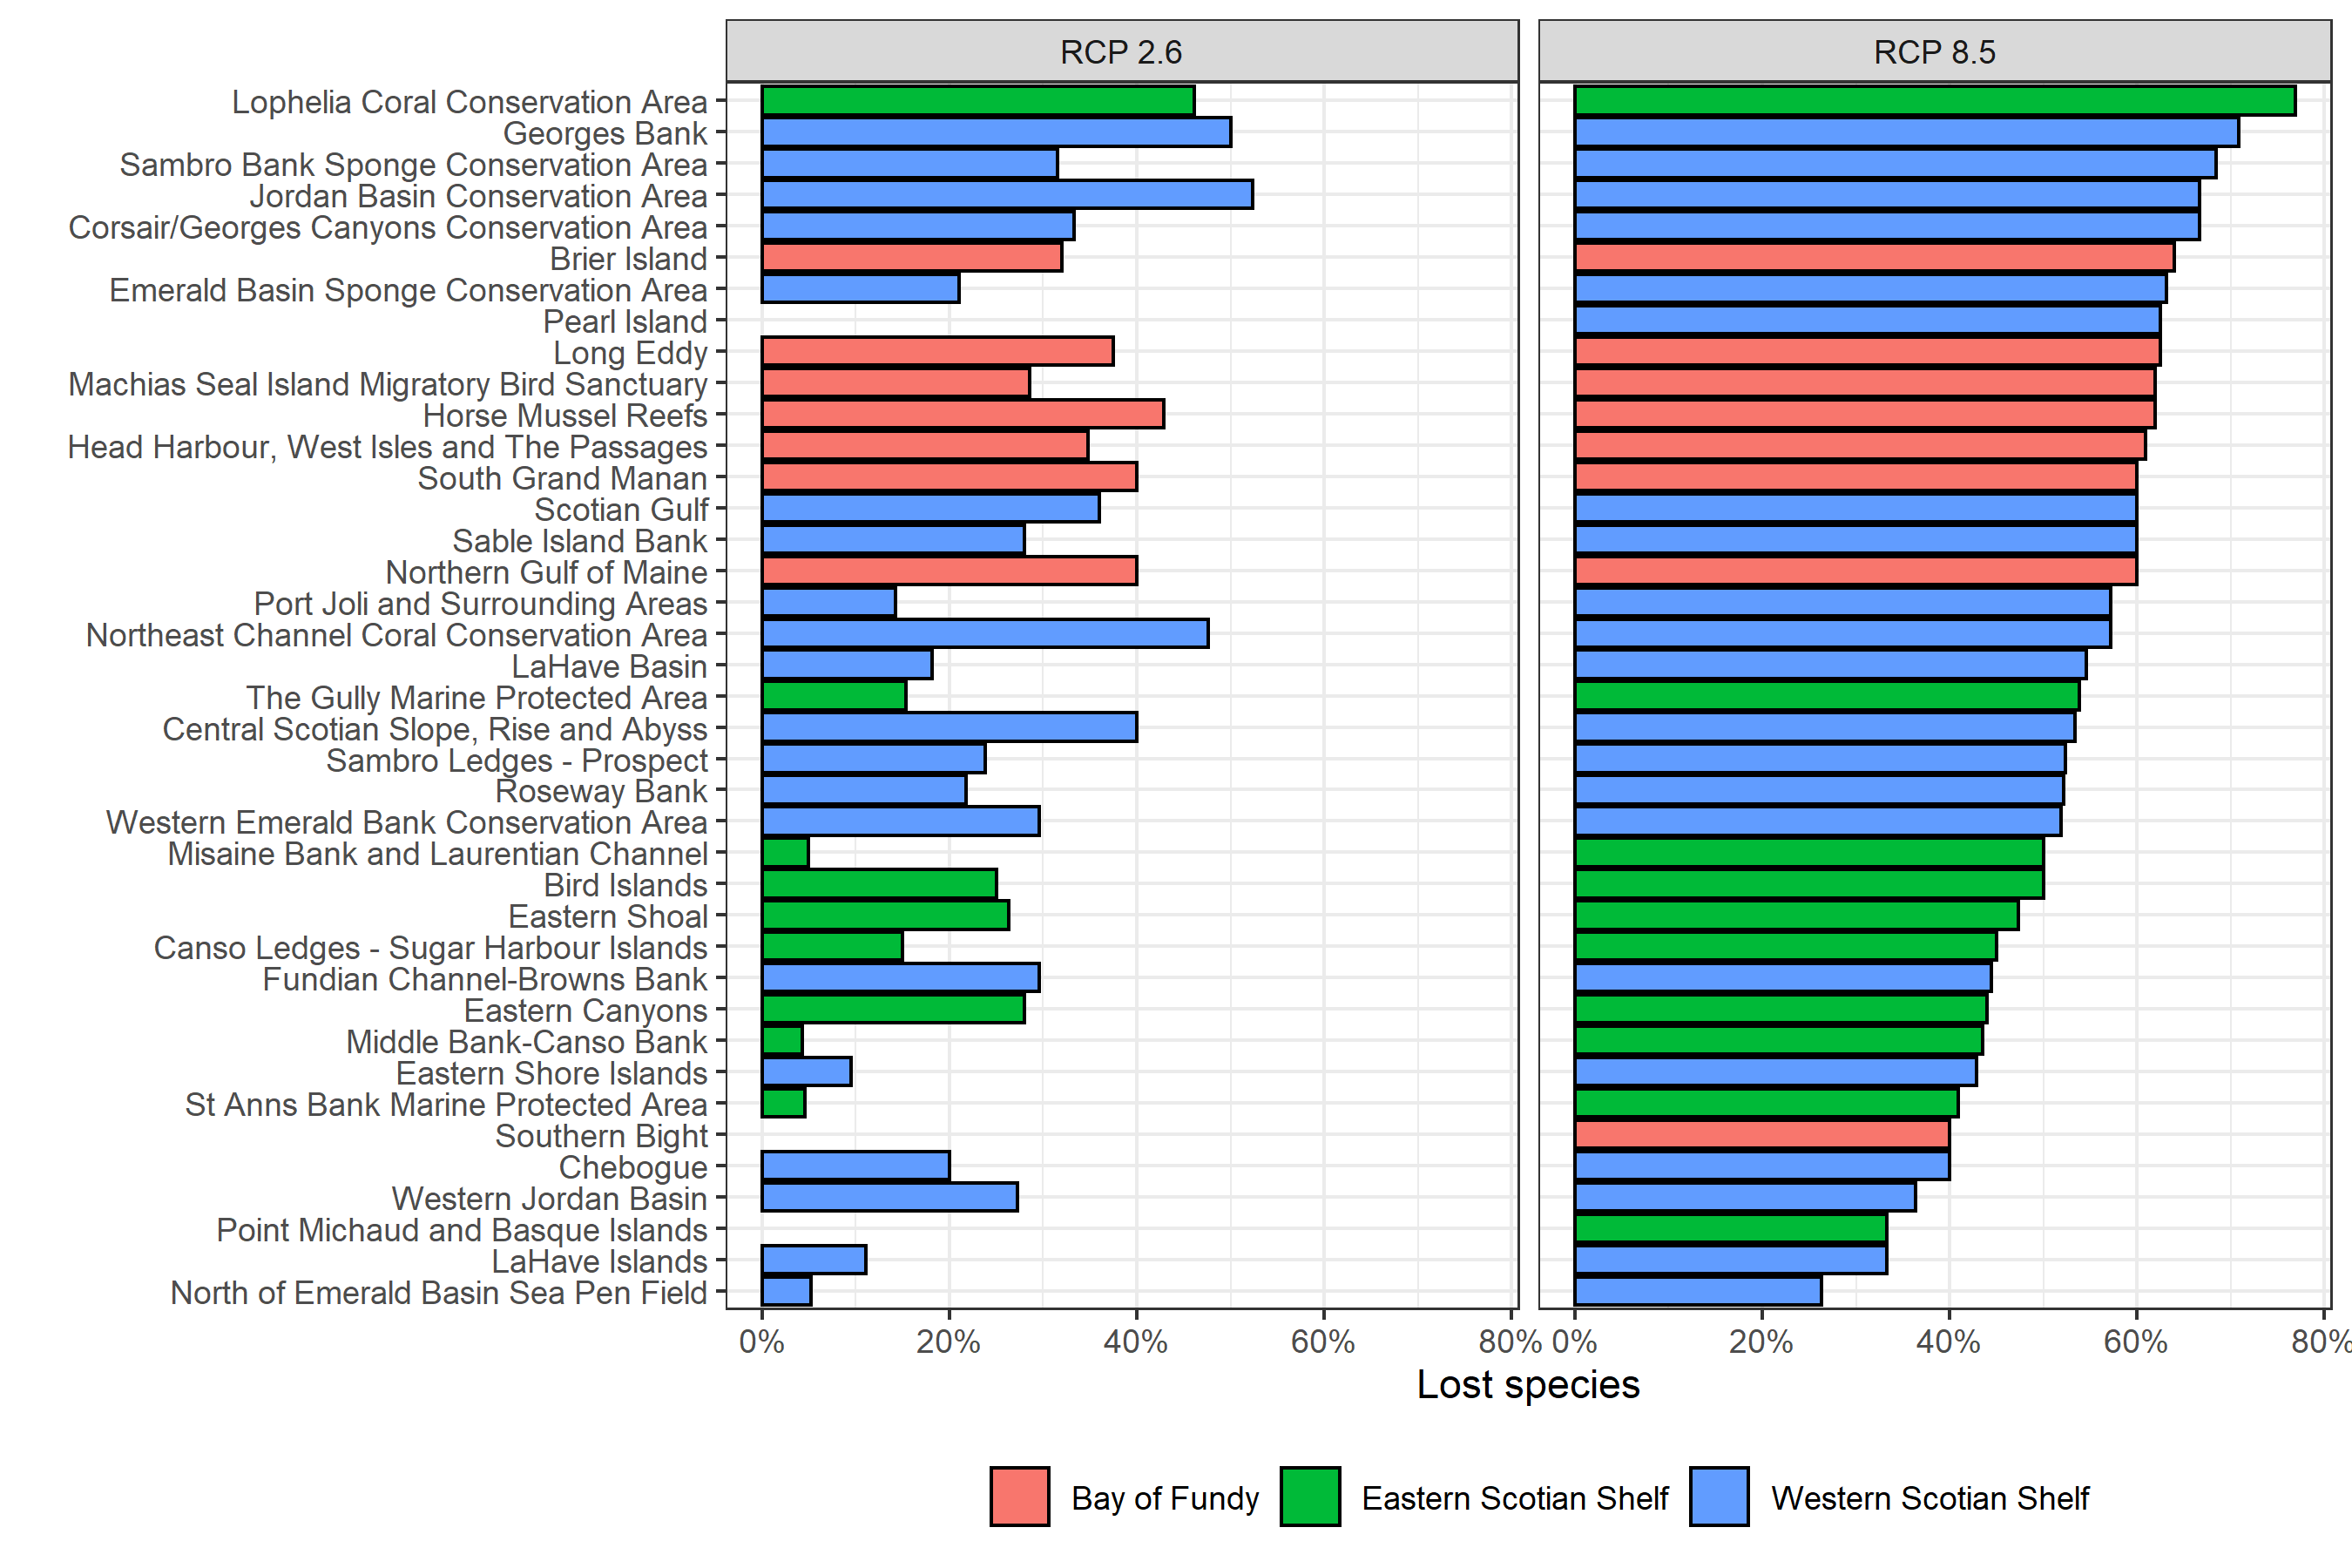 RCP 2.6
RCP 8.5
Lophelia Coral Conservation Area
Georges Bank
Sambro Bank Sponge Conservation Area
Jordan Basin Conservation Area
Corsair/Georges Canyons Conservation Area
Brier Island
Emerald Basin Sponge Conservation Area
Pearl Island
Long Eddy
Machias Seal Island Migratory Bird Sanctuary
Horse Mussel Reefs
Head Harbour, West Isles and The Passages
South Grand Manan
Scotian Gulf
Sable Island Bank
Northern Gulf of Maine
Port Joli and Surrounding Areas
Northeast Channel Coral Conservation Area
LaHave Basin
The Gully Marine Protected Area
Central Scotian Slope, Rise and Abyss
Sambro Ledges - Prospect
Roseway Bank
Western Emerald Bank Conservation Area
Misaine Bank and Laurentian Channel
Bird Islands
Eastern Shoal
Canso Ledges - Sugar Harbour Islands
Fundian Channel-Browns Bank
Eastern Canyons
Middle Bank-Canso Bank
Eastern Shore Islands
St Anns Bank Marine Protected Area
Southern Bight
Chebogue
Western Jordan Basin
Point Michaud and Basque Islands
LaHave Islands
North of Emerald Basin Sea Pen Field
0% 20% 40% 60% 80% 0% 20% 40% 60% 80%
Lost species
Bay of Fundy Eastern Scotian Shelf Western Scotian Shelf